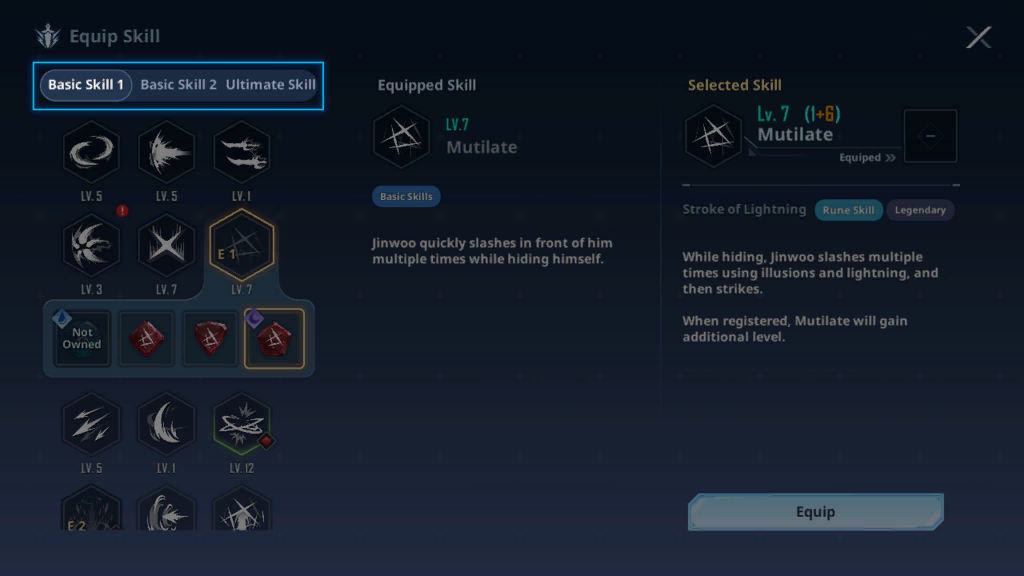 Equip Skill
Basic Skill 1 Basic Skill 2 Ultimate Skill
LV.5 LV.5 LV.1
LV.3 E 1 LV.7 LV.7
Not
Owned
LV.5 LV.1 LV.12
E 2
Equipped Skill
LV.7
Mutilate
Basic Skills
Jinwoo quickly slashes in front of him
multiple times while hiding himself.
Selected Skill
Lv. 7 (1+6)
Mutilate
Equiped »
Stroke of Lightning Rune Skill Legendary
While hiding, Jinwoo slashes multiple
times using illusions and lightning, and
then strikes.
When registered, Mutilate will gain
additional level.
Equip